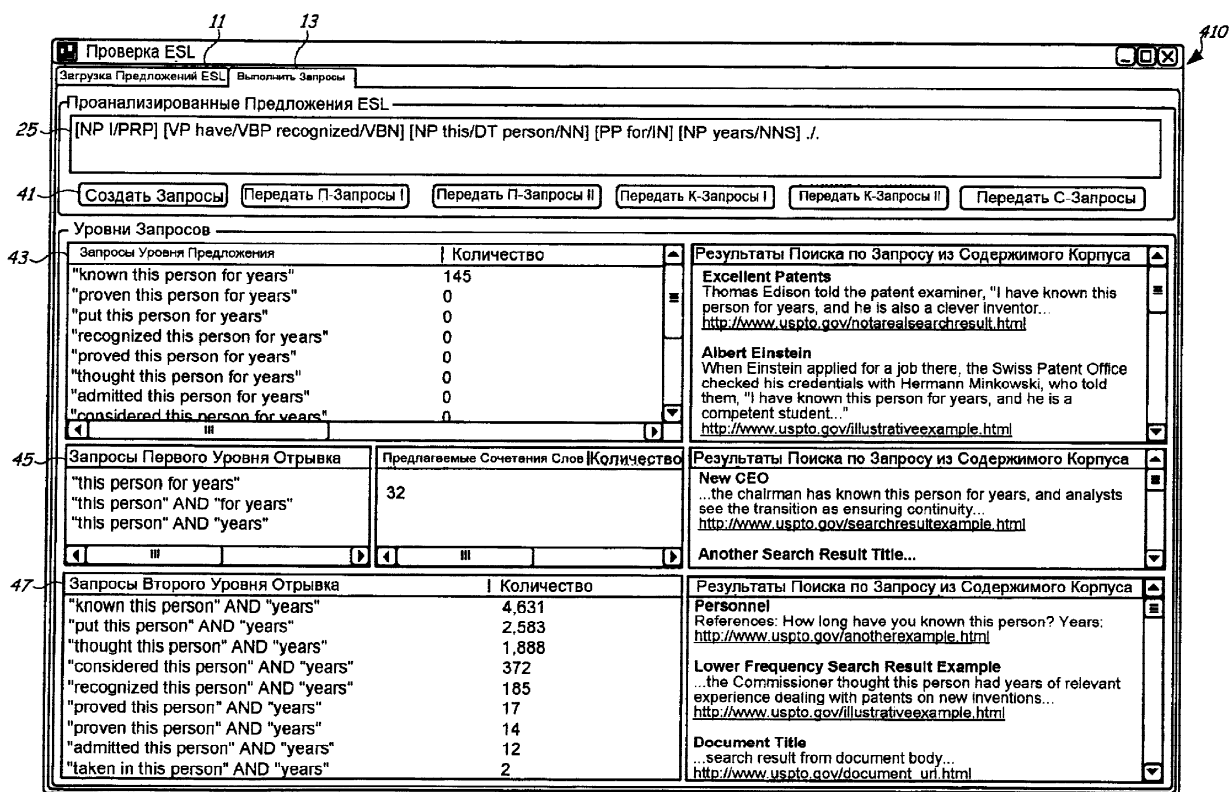 11
13
410
Проверка ESL
Загрузка Предложений ESL
Выполнить Запросы
Проанализированные Предложения ESL
25
[NP I/PRP] [VP have/VBP recognized/VBN] [NP this/DT person/NN] [PP for/IN] [NP years/NNS] ./.
41
Создать Запросы
Передать П-Запросы I
Передать П-Запросы II
Передать К-Запросы I
Передать К-Запросы II
Передать С-Запросы
Уровни Запросов
43
Запросы Уровня Предложения
Количество
"known this person for years" 145
"proven this person for years" 0
"put this person for years" 0
"recognized this person for years" 0
"proved this person for years" 0
"thought this person for years" 0
"admitted this person for years" 0
"considered this person for years" 0
Результаты Поиска по Запросу из Содержимого Корпуса
Excellent Patents
Thomas Edison told the patent examiner, "I have known this
person for years, and he is also a clever inventor...
http://www.uspto.gov/notarealsearchresult.html
Albert Einstein
When Einstein applied for a job there, the Swiss Patent Office
checked his credentials with Hermann Minkowski, who told
them, "I have known this person for years, and he is a
competent student..."
http://www.uspto.gov/illustrativeexample.html
45
Запросы Первого Уровня Отрывка
"this person for years"
"this person" AND "for years"
"this person" AND "years"
Предлагаемые Сочетания Слов
Количество
32
Результаты Поиска по Запросу из Содержимого Корпуса
New CEO
...the chairman has known this person for years, and analysts
see the transition as ensuring continuity...
http://www.uspto.gov/searchresultexample.html
Another Search Result Title...
47
Запросы Второго Уровня Отрывка
Количество
"known this person" AND "years" 4,631
"put this person" AND "years" 2,583
"thought this person" AND "years" 1,888
"considered this person" AND "years" 372
"recognized this person" AND "years" 185
"proved this person" AND "years" 17
"proven this person" AND "years" 14
"admitted this person" AND "years" 12
"taken in this person" AND "years" 2
Результаты Поиска по Запросу из Содержимого Корпуса
Personnel
References: How long have you known this person? Years:
http://www.uspto.gov/anotherexample.html
Lower Frequency Search Result Example
...the Commissioner thought this person had years of relevant
experience dealing with patents on new inventions...
http://www.uspto.gov/illustrativeexample.html
Document Title
...search result from document body...
http://www.uspto.gov/document_url.html